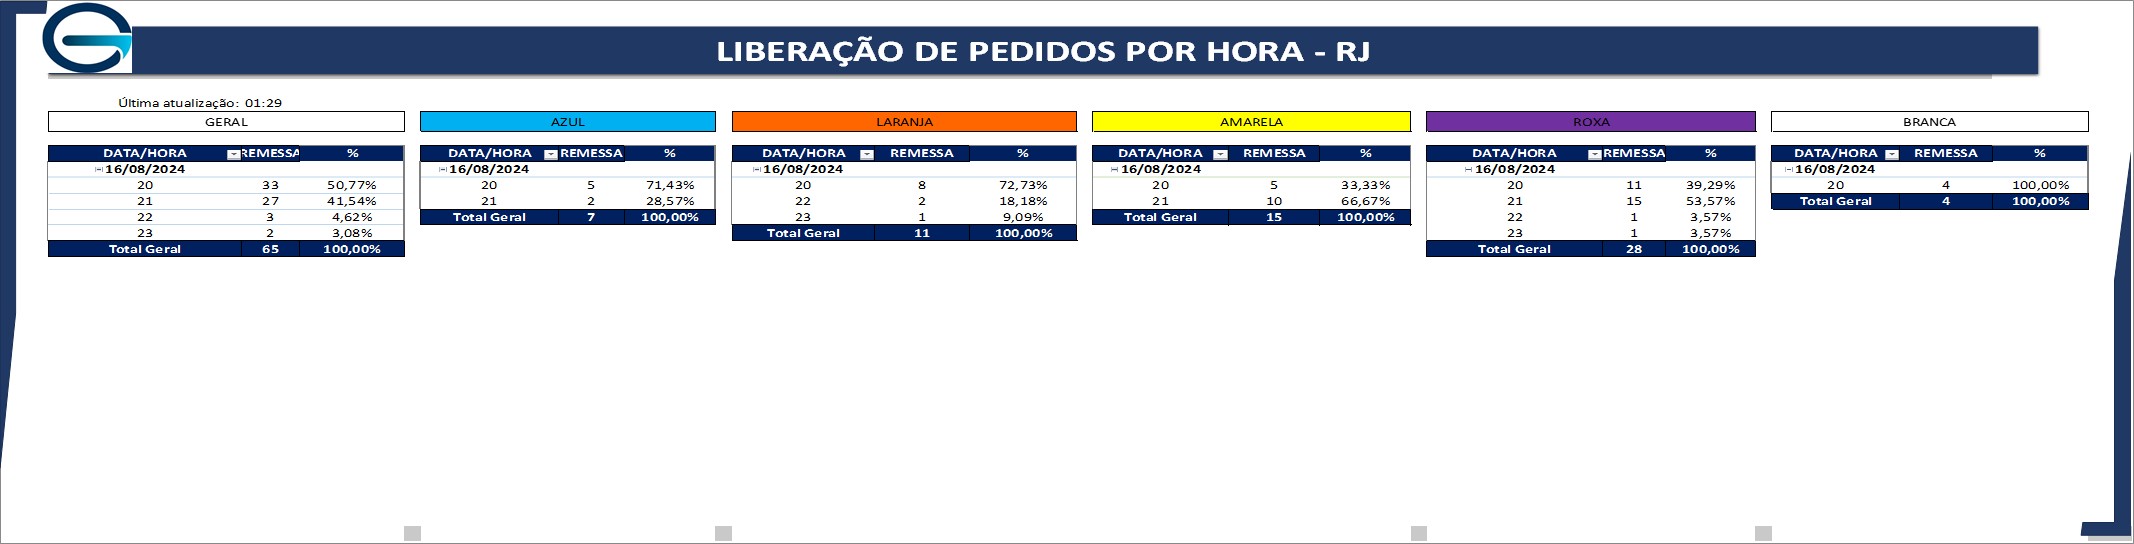 LIBERAÇÃO DE PEDIDOS POR HORA - RJ
Última atualização: 01:29
GERAL
DATA/HORA REMESSA %
16/08/2024
20 33 50,77%
21 27 41,54%
22 3 4,62%
23 2 3,08%
Total Geral 65 100,00%
AZUL
DATA/HORA REMESSA %
16/08/2024
20 5 71,43%
21 2 28,57%
Total Geral 7 100,00%
LARANJA
DATA/HORA REMESSA %
16/08/2024
20 8 72,73%
22 2 18,18%
23 1 9,09%
Total Geral 11 100,00%
AMARELA
DATA/HORA REMESSA %
16/08/2024
20 5 33,33%
21 10 66,67%
Total Geral 15 100,00%
ROXA
DATA/HORA REMESSA %
16/08/2024
20 11 39,29%
21 15 53,57%
22 1 3,57%
23 1 3,57%
Total Geral 28 100,00%
BRANCA
DATA/HORA REMESSA %
16/08/2024
20 4 100,00%
Total Geral 4 100,00%